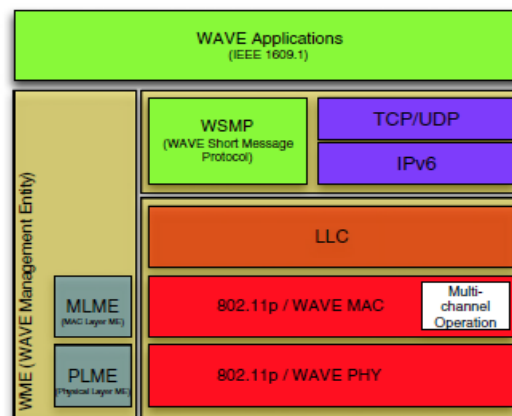 WAVE Applications
(IEEE 1609.1)
WSMP
(WAVE Short Message
Protocol)
TCP/UDP
IPv6
WME (WAVE Management Entity)
LLC
MLME
(MAC Layer ME)
802.11p / WAVE MAC
Multi-
channel
Operation
PLME
(Physical Layer ME)
802.11p / WAVE PHY